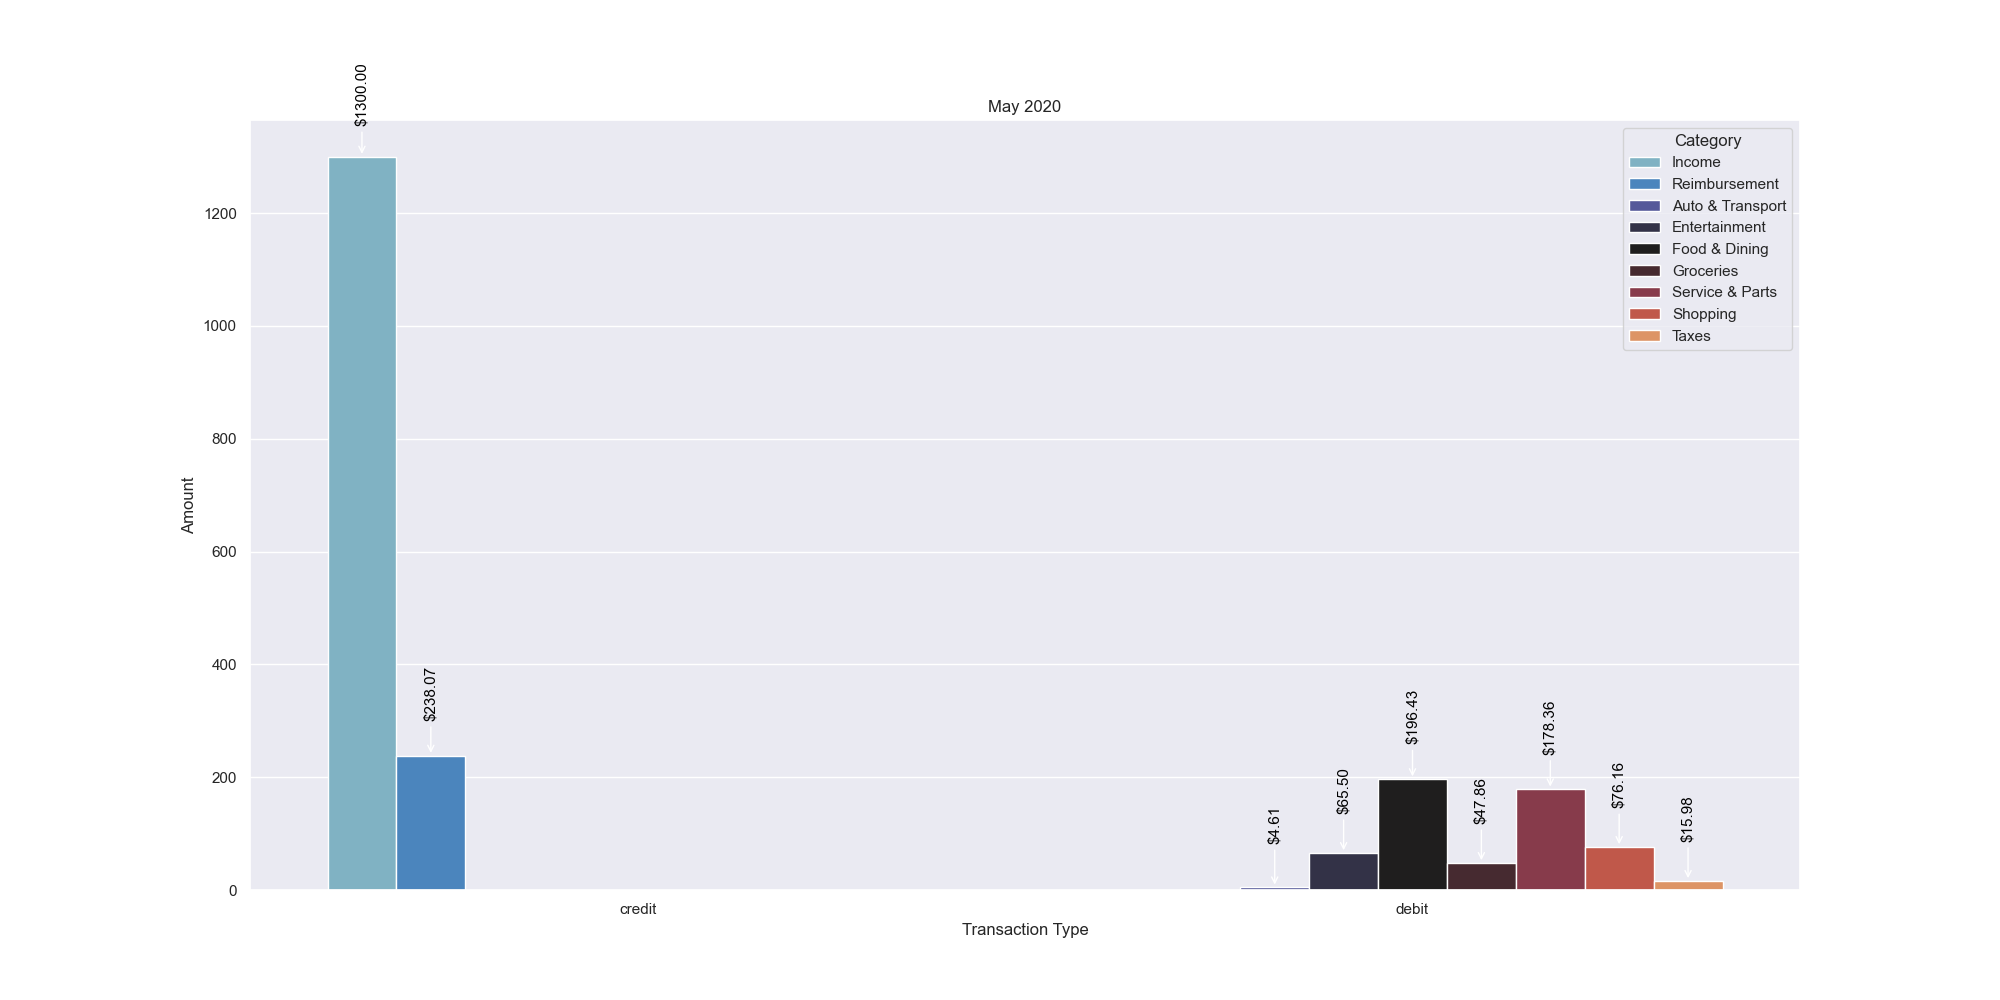 May 2020
$1300.00
$238.07
$4.61
$65.50
$196.43
$47.86
$178.36
$76.16
$15.98
Category
Income
Reimbursement
Auto & Transport
Entertainment
Food & Dining
Groceries
Service & Parts
Shopping
Taxes
Amount
1200
1000
800
600
400
200
0
credit
debit
Transaction Type